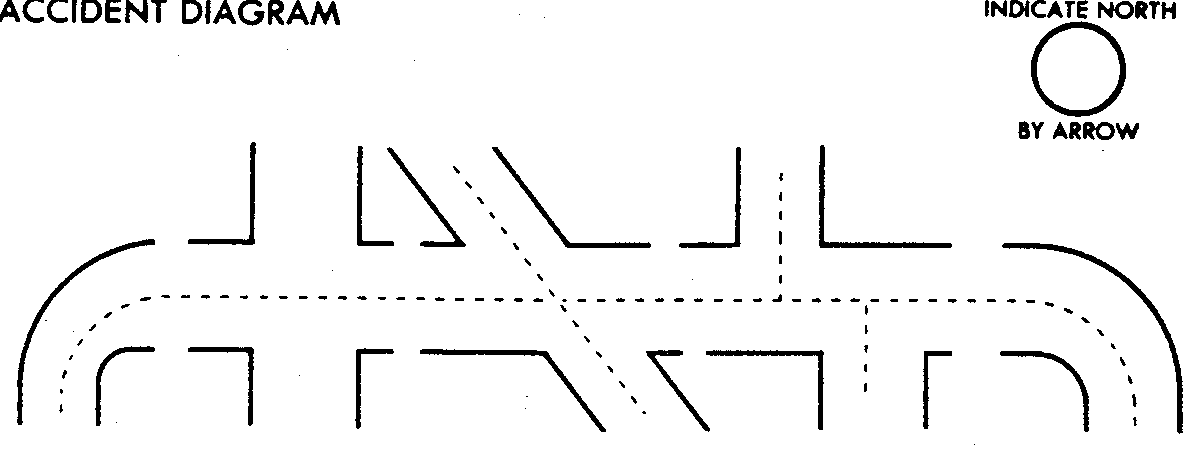 ACCIDENT DIAGRAM
INDICATE NORTH
BY ARROW